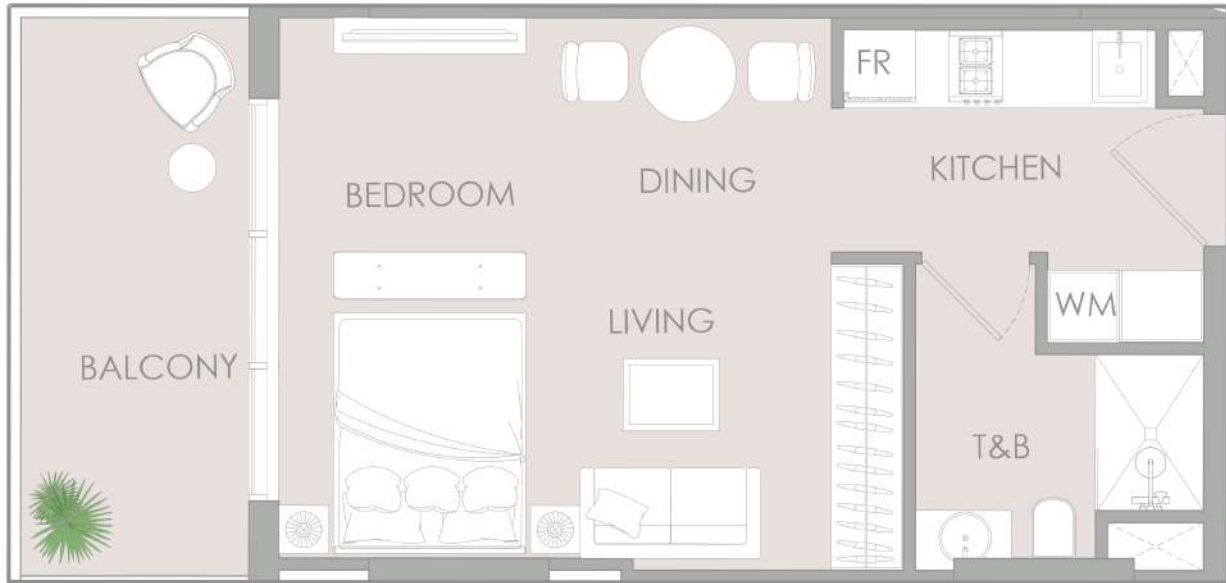 FR
KITCHEN
DINING
BEDROOM
WM
LIVING
BALCONY
T&B